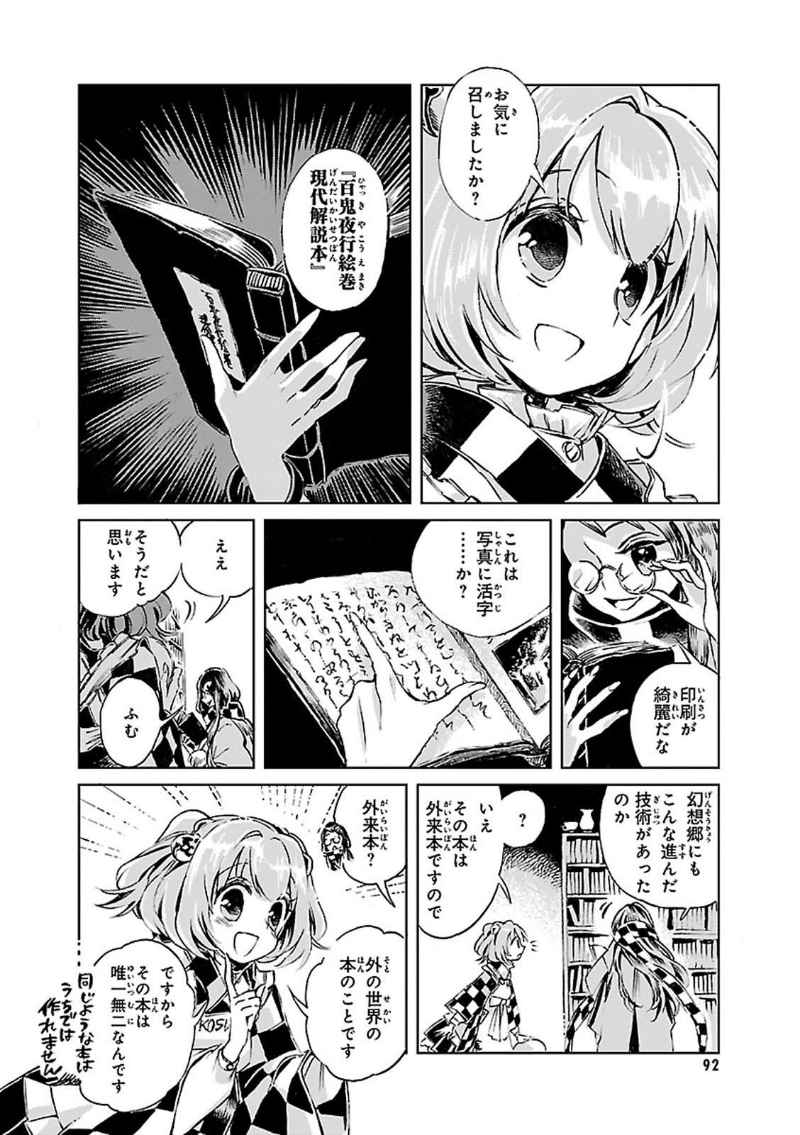 お気に
召しましたか？
『百鬼夜行絵巻
現代解説本』
印刷が
綺麗だな
これは
写真に活字
……か？
ええ
そうだと
思います
ふむ
幻想郷にも
こんな進んだ
技術があった
のか
？
いえ
その本は
外来本ですので
外来本？
外の世界の
本のことです
ですから
その本は
唯一無二なんです
KOSU
同じような本は
うちでは
作れません
92